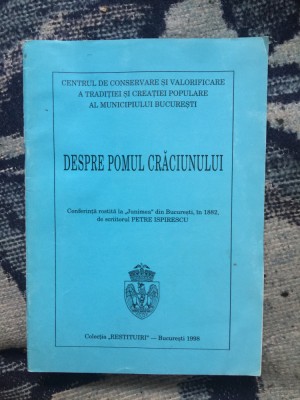 CENTRUL DE CONSERVARE SI VALORIFICARE
A TRADIȚIEI ȘI CREAȚIEI POPULARE
AL MUNICIPIULUI BUCUREȘTI
DESPRE POMUL CRĂCIUNULUI
Conferință rostită la „Junimea” din București, în 1882,
de scriitorul PETRE ISPIRESCU
Colecția „RESTITUIRI” — București 1998